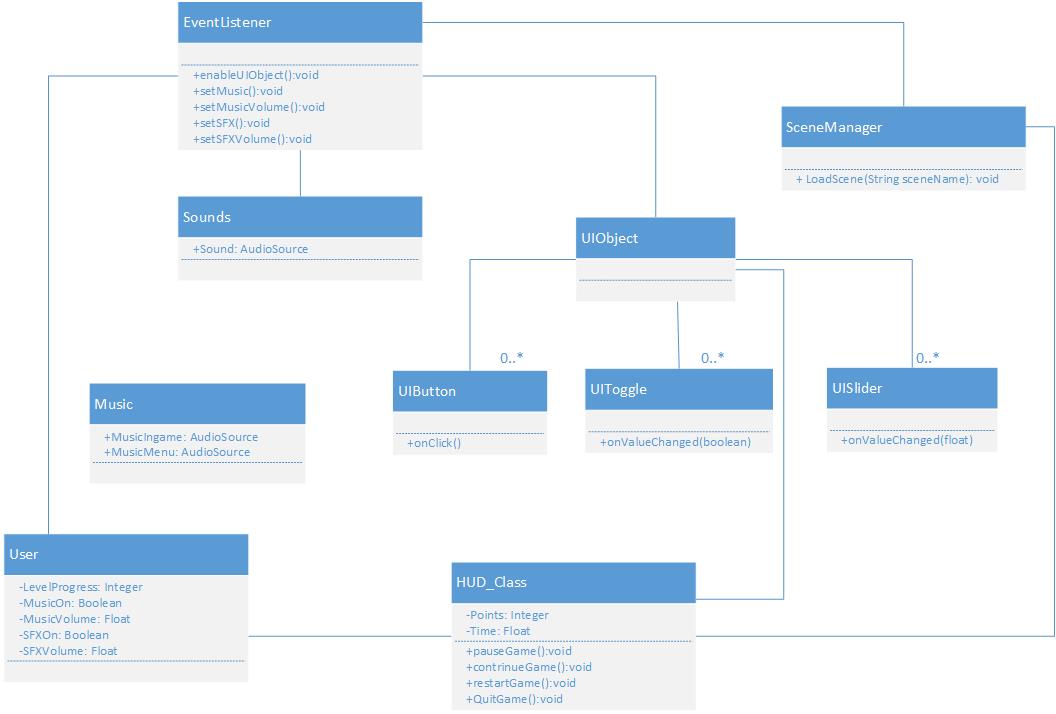 EventListener
+enableUIObject():void
+setMusic():void
+setMusicVolume():void
+setSFX():void
+setSFXVolume():void
SceneManager
+ LoadScene(String sceneName): void
Sounds
+Sound: AudioSource
UIObject
0..*
0..*
0..*
UIButton
+onClick()
UIToggle
+onValueChanged(boolean)
UISlider
+onValueChanged(float)
Music
+MusicIngame: AudioSource
+MusicMenu: AudioSource
User
-LevelProgress: Integer
-MusicOn: Boolean
-MusicVolume: Float
-SFXOn: Boolean
-SFXVolume: Float
HUD_Class
-Points: Integer
-Time: Float
+pauseGame():void
+contrinueGame():void
+restartGame():void
+QuitGame():void